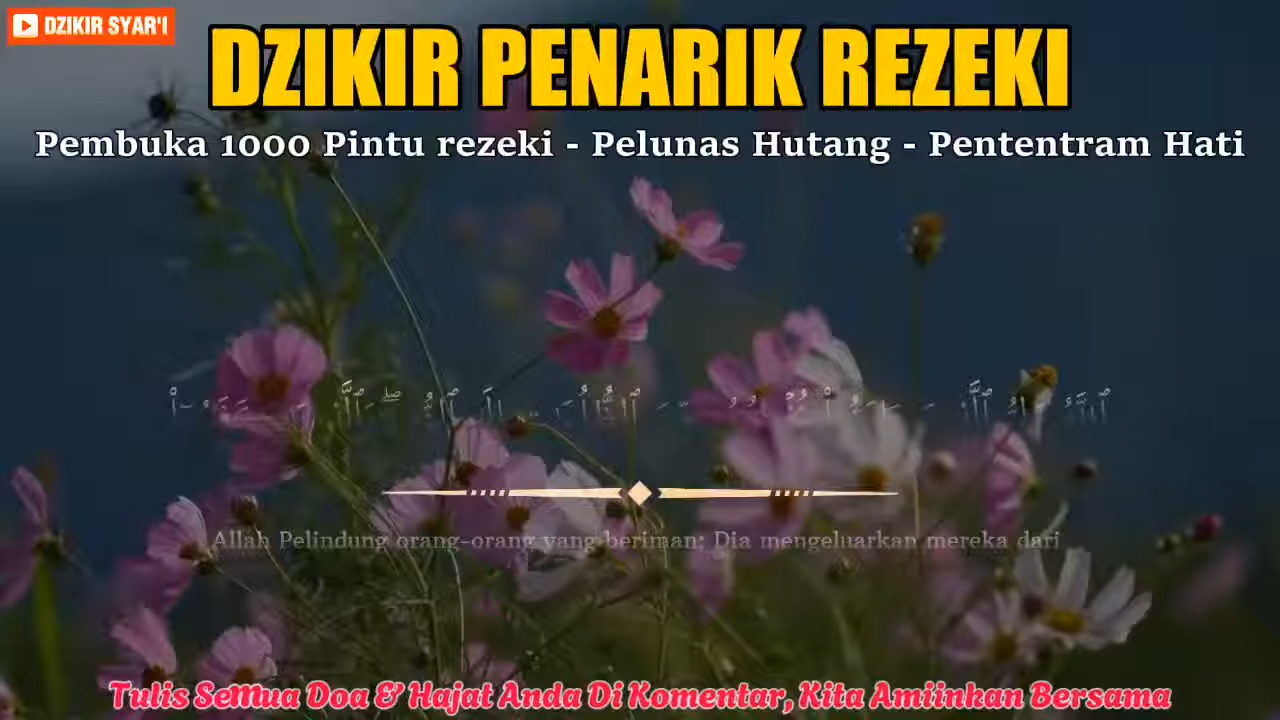 DZIKIR SYAR'I
DZIKIR PENARIK REZEKI
Pembuka 1000 Pintu rezeki - Pelunas Hutang - Pententram Hati
Allah Pelindung orang-orang yang beriman; Dia mengeluarkan mereka dari
Tulis Semua Doa & Hajat Anda Di Komentar, Kita Amiinkan Bersama